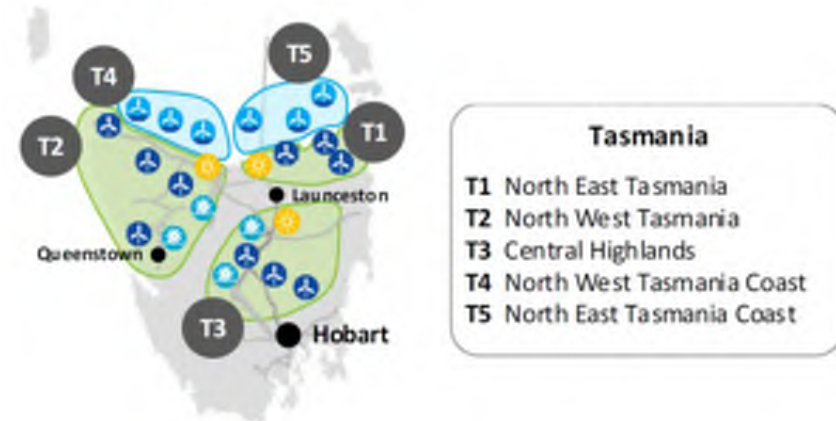 T5
T4
T1
T2
Launceston
Queenstown
T3
Hobart
Tasmania
T1 North East Tasmania
T2 North West Tasmania
T3 Central Highlands
T4 North West Tasmania Coast
T5 North East Tasmania Coast